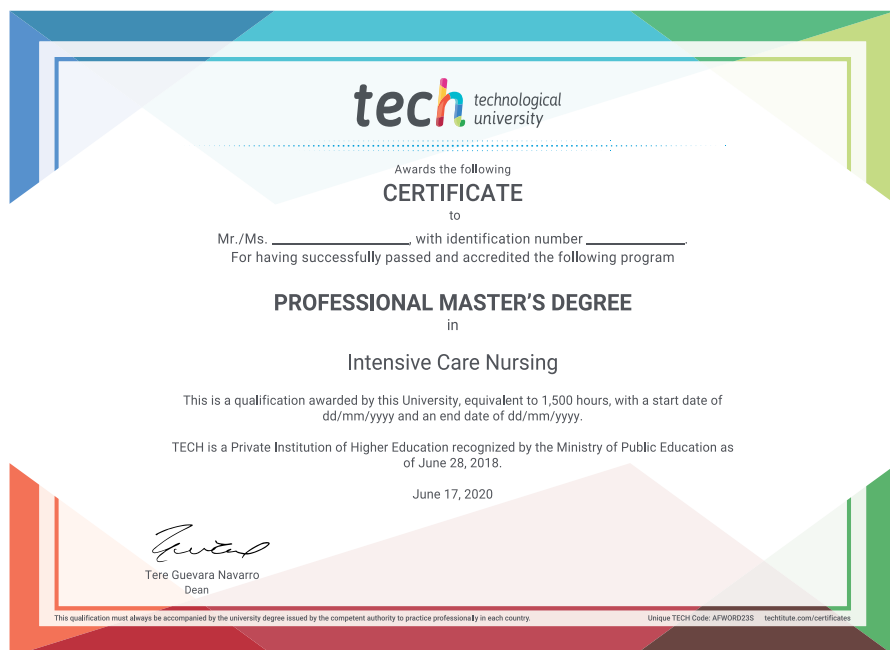 tech technological
university
Awards the following
CERTIFICATE
to
Mr./Ms. ________________, with identification number ____________.
For having successfully passed and accredited the following program
PROFESSIONAL MASTER'S DEGREE
in
Intensive Care Nursing
This is a qualification awarded by this University, equivalent to 1,500 hours, with a start date of
dd/mm/yyyy and an end date of dd/mm/yyyy.
TECH is a Private Institution of Higher Education recognized by the Ministry of Public Education as
of June 28, 2018.
June 17, 2020
Tere Guevara Navarro
Dean
This qualification must always be accompanied by the university degree issued by the competent authority to practice professionally in each country. Unique TECH Code: AFWORD23S techtitute.com/certificates